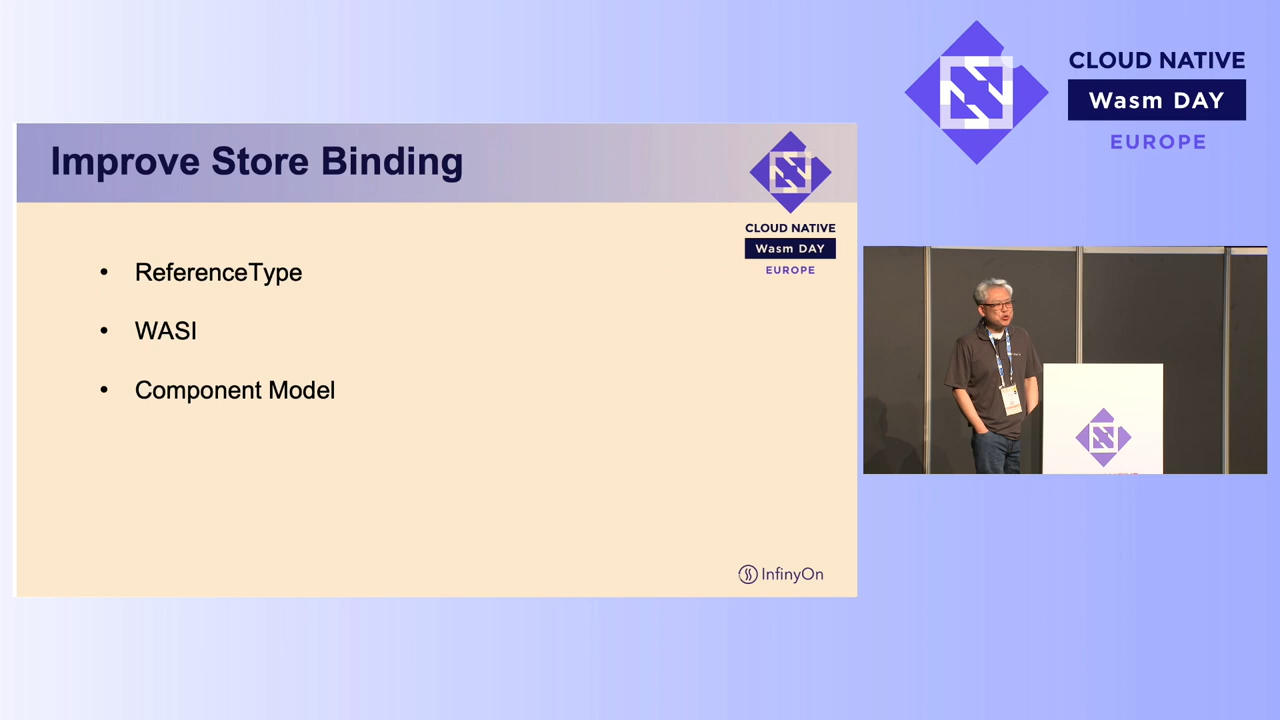 CLOUD NATIVE
Wasm DAY
EUROPE
Improve Store Binding
CLOUD NATIVE
Wasm DAY
EUROPE
• ReferenceType
• WASI
• Component Model
InfinyOn